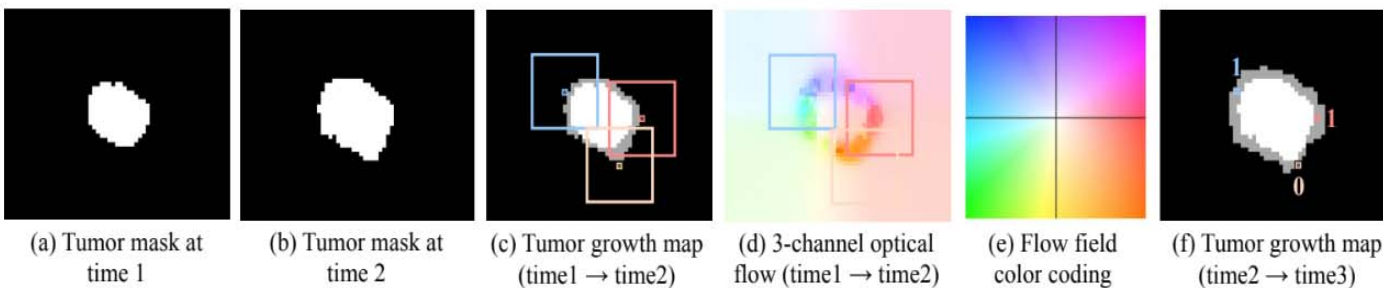 1
1
0
(a) Tumor mask at
time 1
(b) Tumor mask at
time 2
(c) Tumor growth map
(time1 → time2)
(d) 3-channel optical
flow (time1 → time2)
(e) Flow field
color coding
(f) Tumor growth map
(time2 → time3)